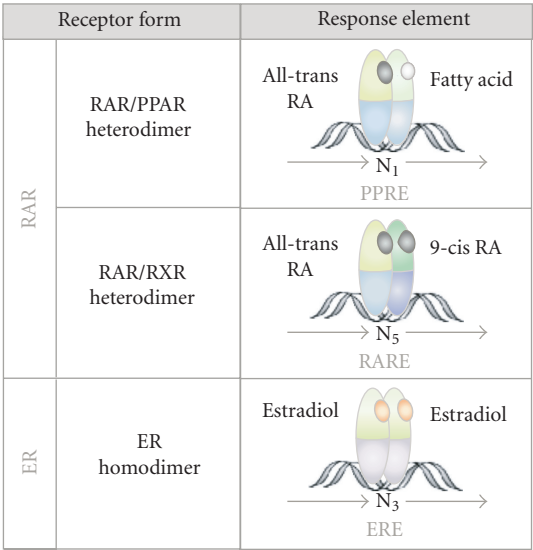 Receptor form
Response element
RAR
RAR/PPAR
heterodimer
All-trans
RA
Fatty acid
N1
PPRE
RAR/RXR
heterodimer
All-trans
RA
9-cis RA
N5
RARE
ER
ER
homodimer
Estradiol
Estradiol
N3
ERE